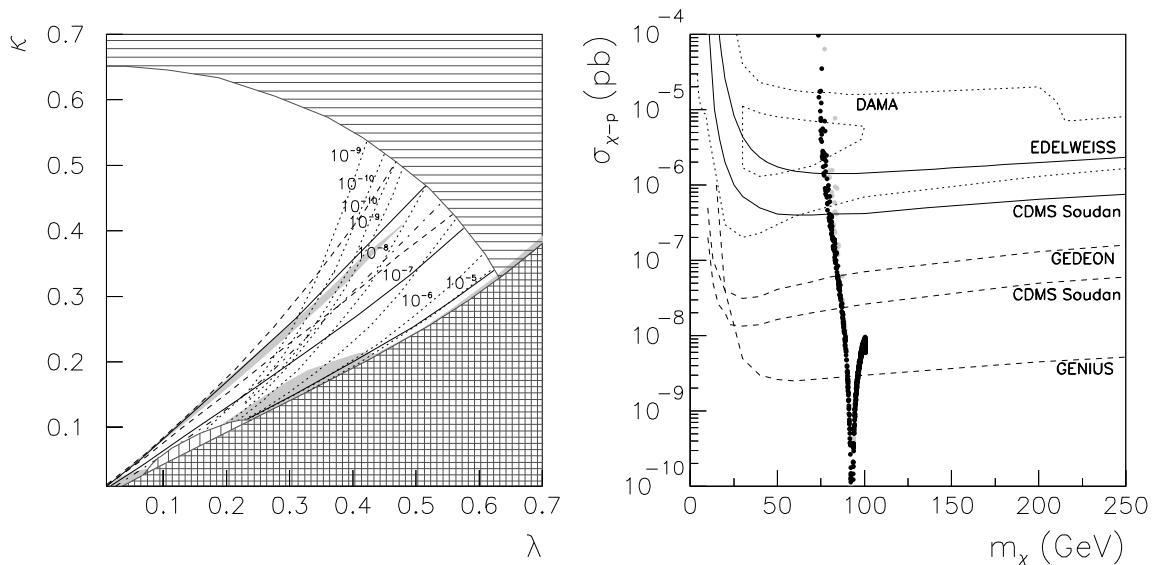 κ
0.7
0.6
0.5
0.4
0.3
0.2
0.1
10⁻⁹
10⁻¹⁰
10⁻¹⁰
10⁻⁹
10⁻⁸
10⁻⁷
10⁻⁶
10⁻⁵
0.1 0.2 0.3 0.4 0.5 0.6 0.7
λ
σχ-p (pb)
10⁻⁴
10⁻⁵
10⁻⁶
10⁻⁷
10⁻⁸
10⁻⁹
10⁻¹⁰
DAMA
EDELWEISS
CDMS Soudan
GEDEON
CDMS Soudan
GENIUS
0 50 100 150 200 250
mχ (GeV)